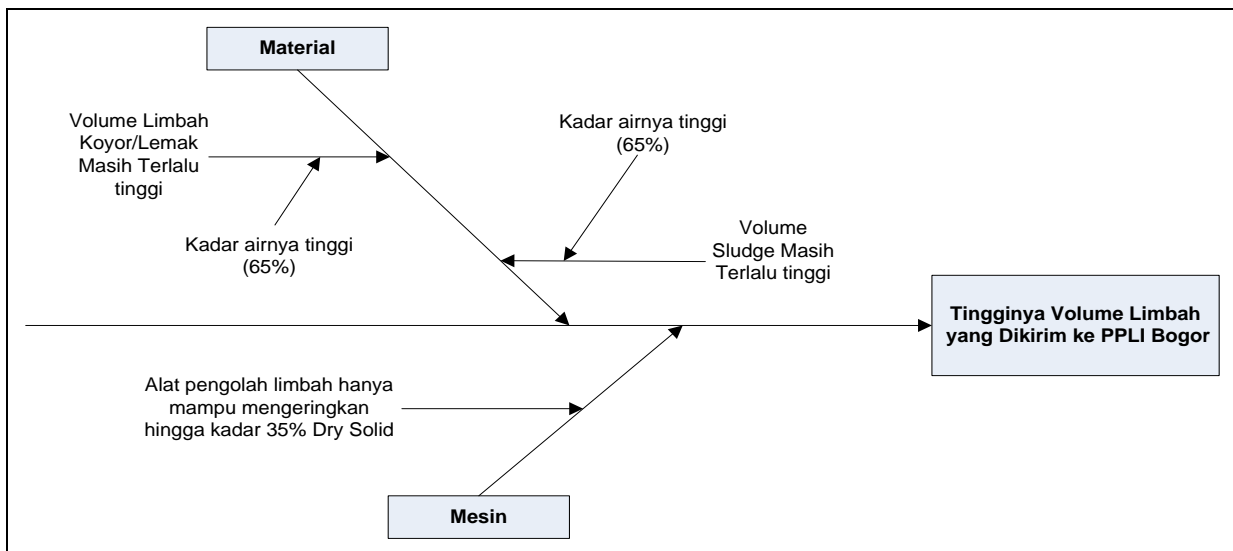 Material
Volume Limbah
Koyor/Lemak
Masih Terlalu
tinggi
Kadar airnya tinggi
(65%)
Kadar airnya tinggi
(65%)
Volume
Sludge Masih
Terlalu tinggi
Tingginya Volume Limbah
yang Dikirim ke PPLI Bogor
Alat pengolah limbah hanya
mampu mengeringkan
hingga kadar 35% Dry Solid
Mesin